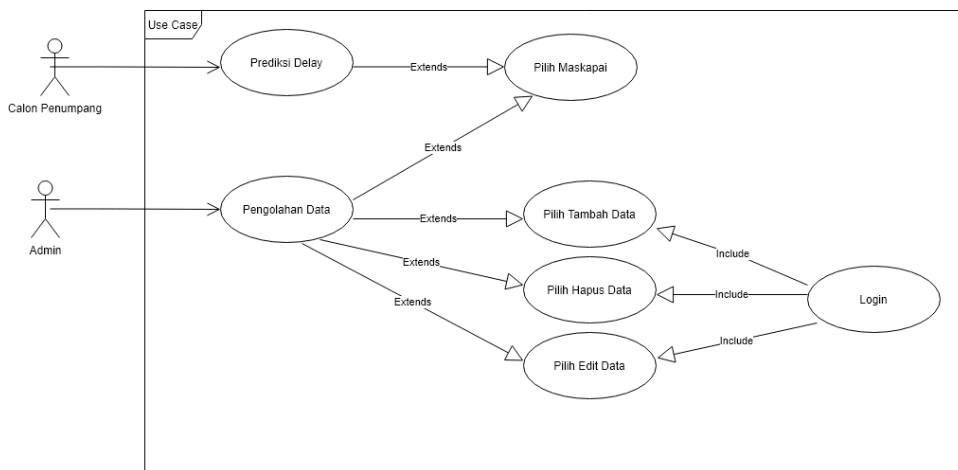 Use Case
Prediksi Delay
Extends
Pilih Maskapai
Calon Penumpang
Extends
Admin
Pengolahan Data
Extends
Pilih Tambah Data
Include
Extends
Pilih Hapus Data
Include
Login
Extends
Include
Pilih Edit Data